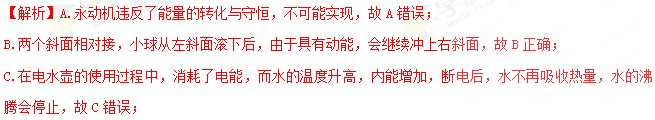 【解析】A.永动机违反了能量的转化与守恒，不可能实现，故A错误；
B.两个斜面相对接，小球从左斜面滚下后，由于具有动能，会继续冲上右斜面，故B正确；
C.在电水壶的使用过程中，消耗了电能，而水的温度升高，内能增加，断电后，水不再吸收热量，水的沸
腾会停止，故C错误；